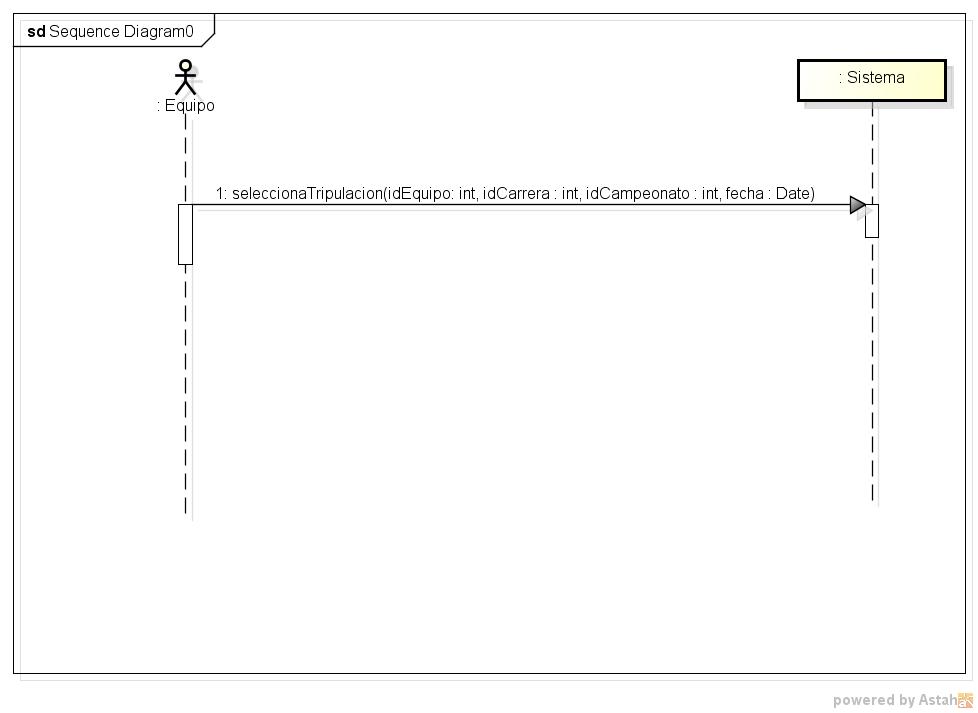 sd Sequence Diagram0
: Equipo
: Sistema
1: seleccionaTripulacion(idEquipo: int, idCarrera : int, idCampeonato : int, fecha : Date)
powered by Astah